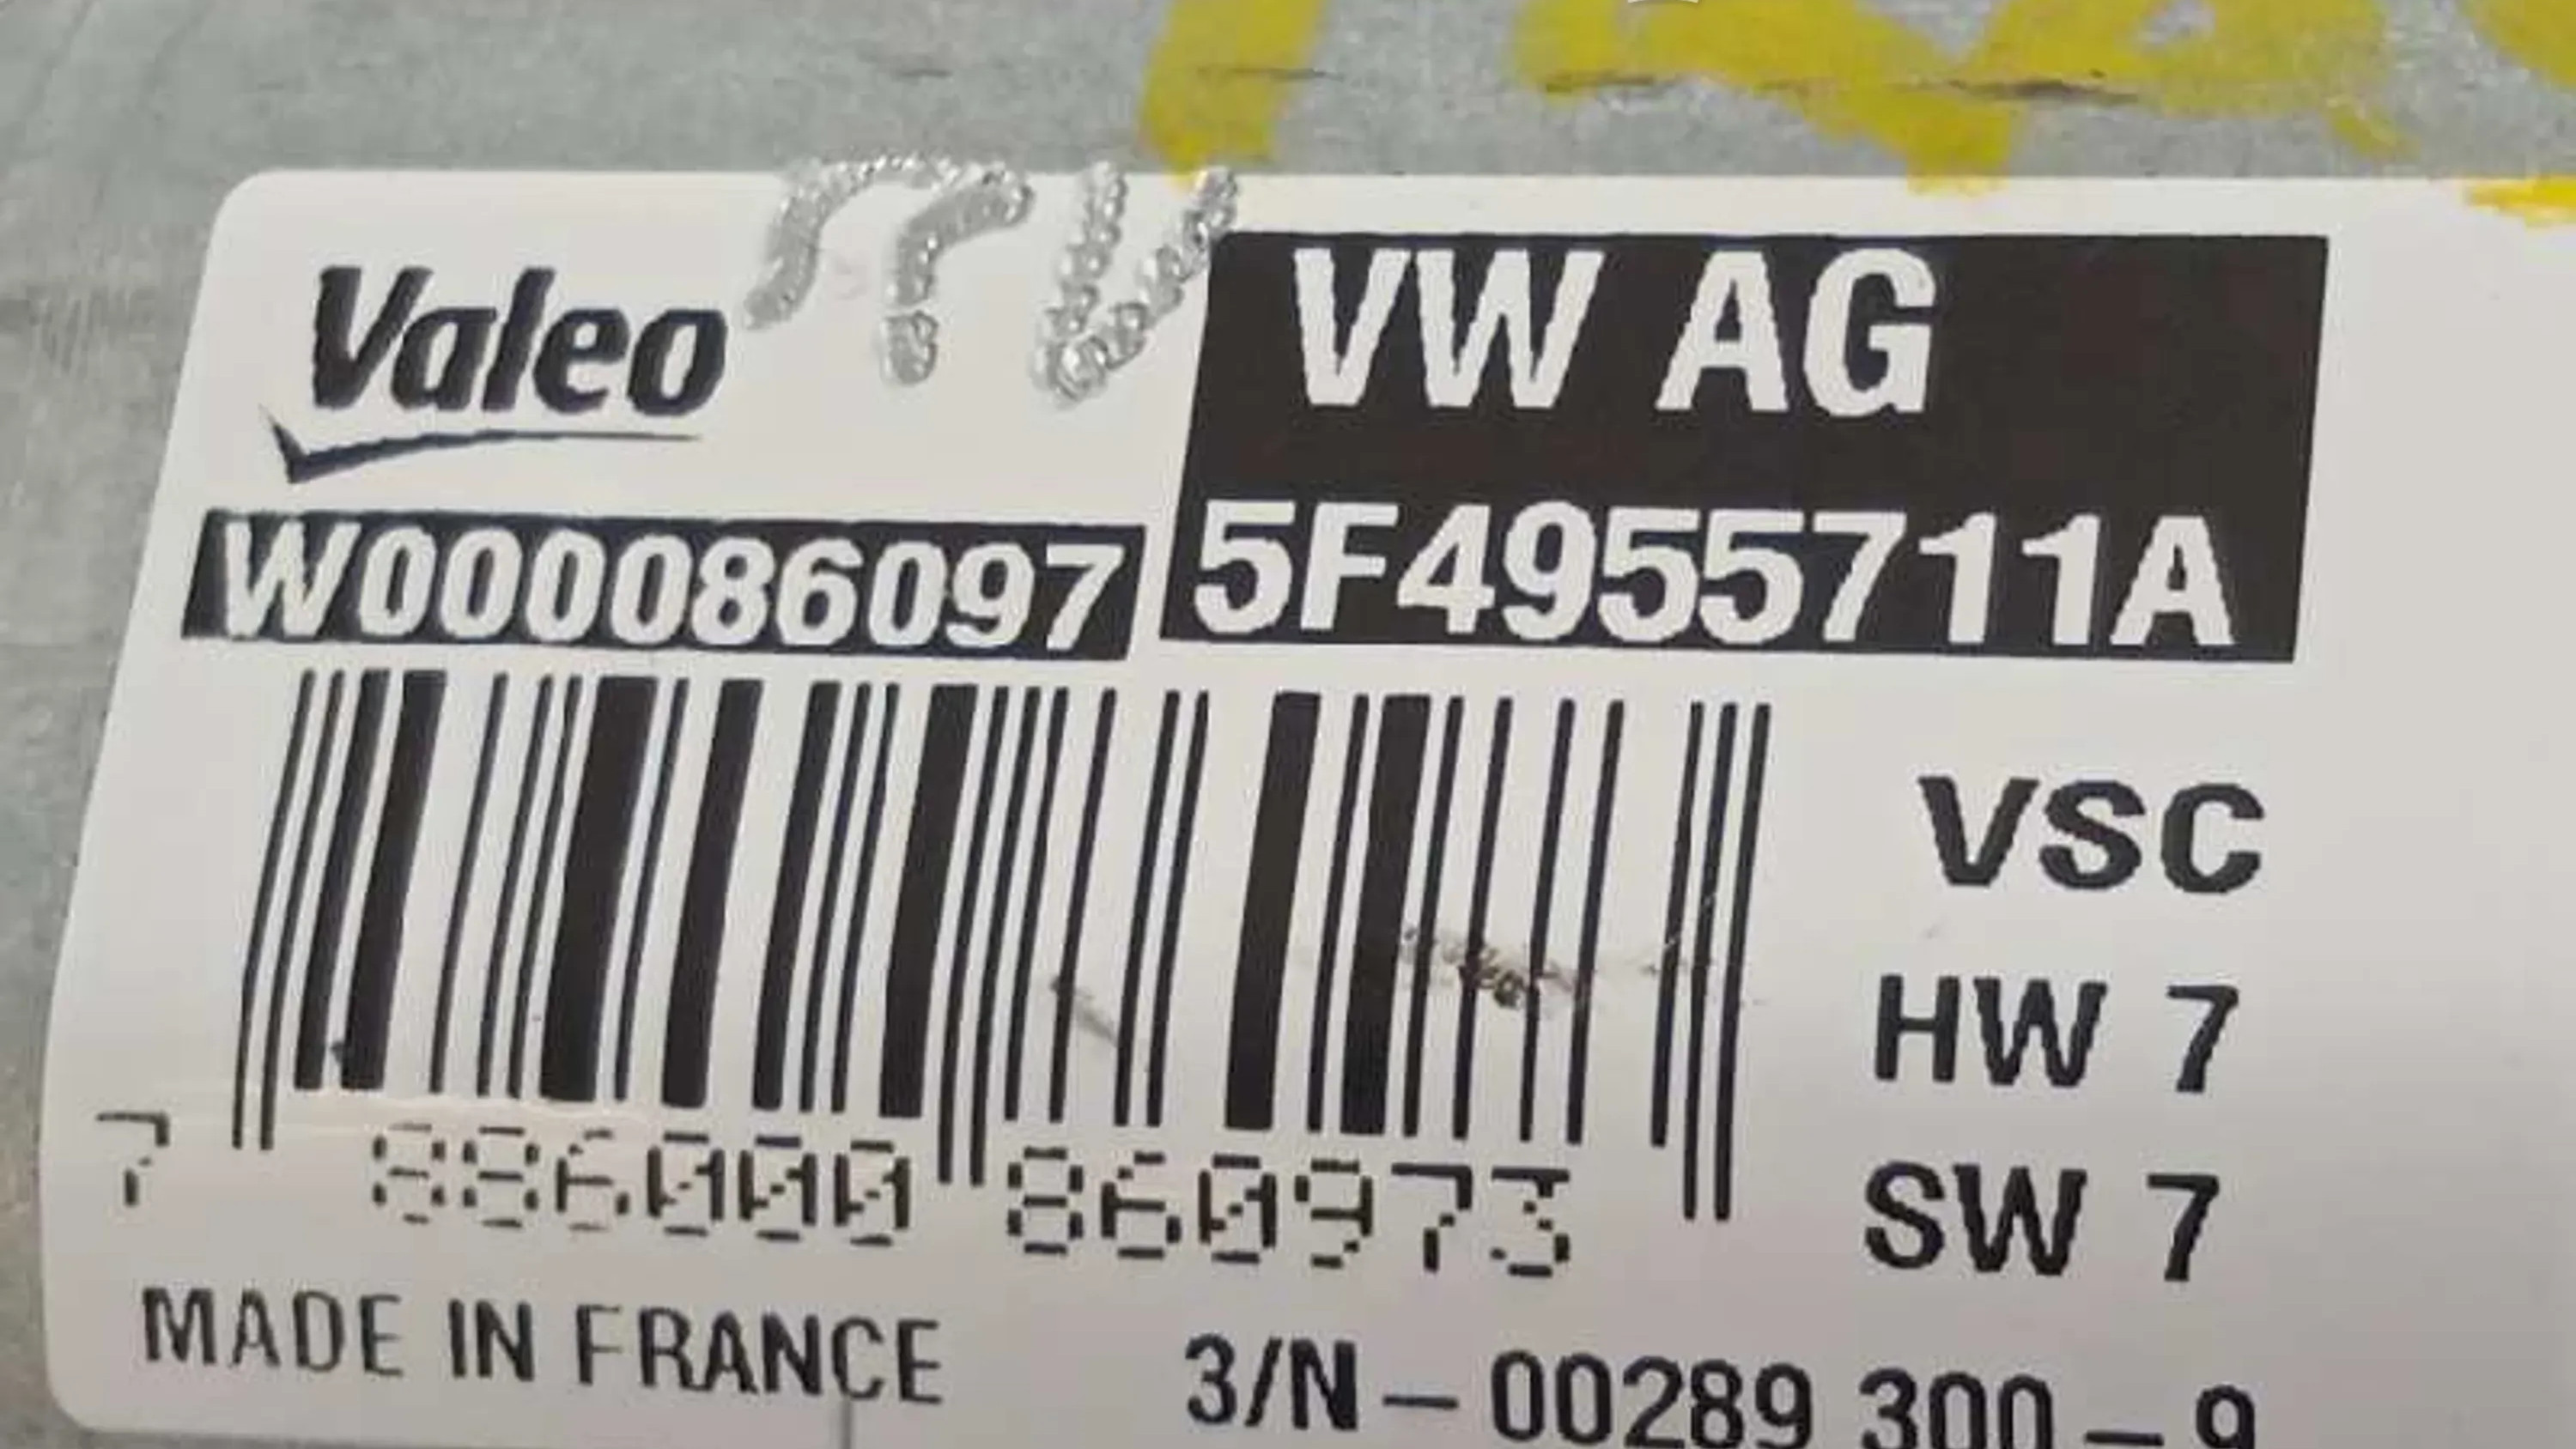 Valeo
VW AG
W000086097
5F4955711A
VSC
HW 7
SW 7
7 886000 860973
MADE IN FRANCE
3/N – 00289 300 – 9